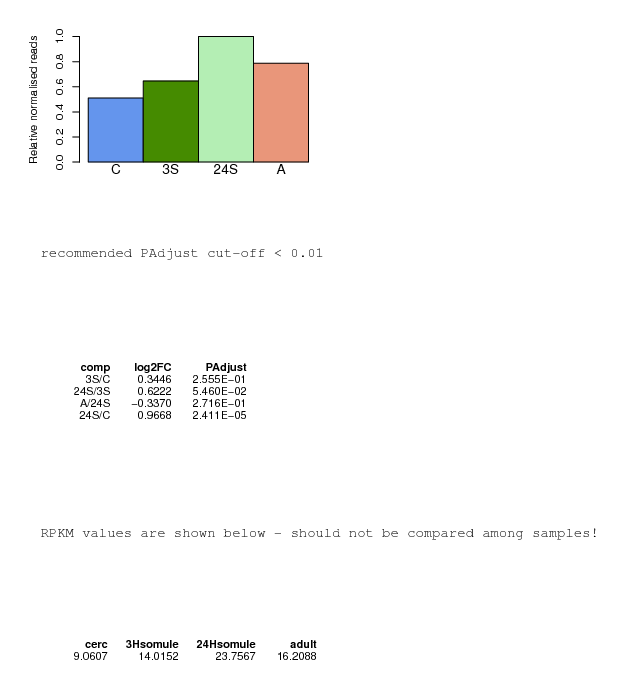 Relative normalised reads
1.0
0.8
0.6
0.4
0.2
0.0
C 3S 24S A
recommended PAdjust cut-off < 0.01
comp log2FC PAdjust
3S/C 0.3446 2.555E-01
24S/3S 0.6222 5.460E-02
A/24S -0.3370 2.716E-01
24S/C 0.9668 2.411E-05
RPKM values are shown below - should not be compared among samples!
cerc 3Hsomule 24Hsomule adult
9.0607 14.0152 23.7567 16.2088